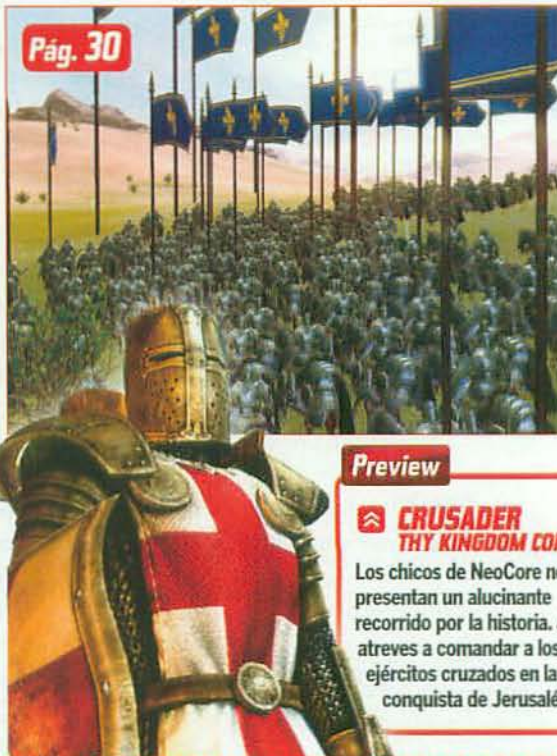 Pág. 30
Preview
CRUSADER
THY KINGDOM CO
Los chicos de NeoCore
presentan un alucinante
recorrido por la historia.
atreves a comandar a los
ejércitos cruzados en la
conquista de Jerusalé